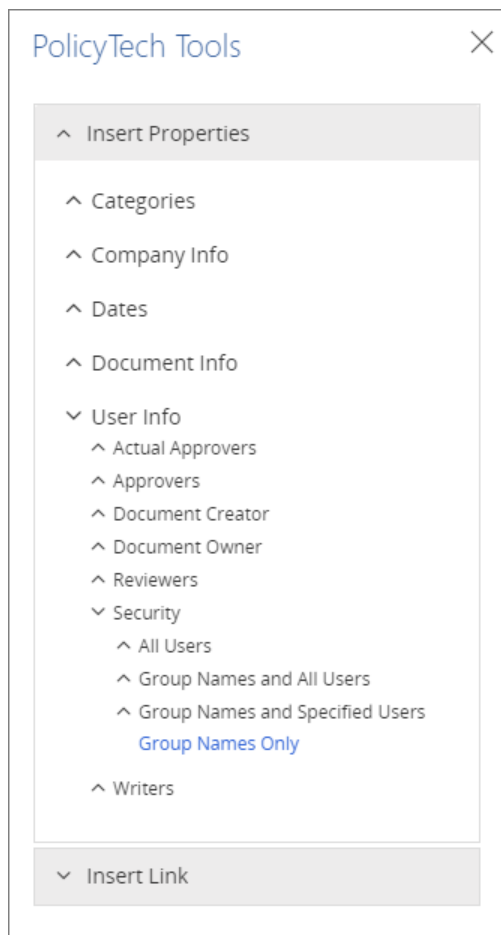 PolicyTech Tools
Insert Properties
Categories
Company Info
Dates
Document Info
User Info
Actual Approvers
Approvers
Document Creator
Document Owner
Reviewers
Security
All Users
Group Names and All Users
Group Names and Specified Users
Group Names Only
Writers
Insert Link